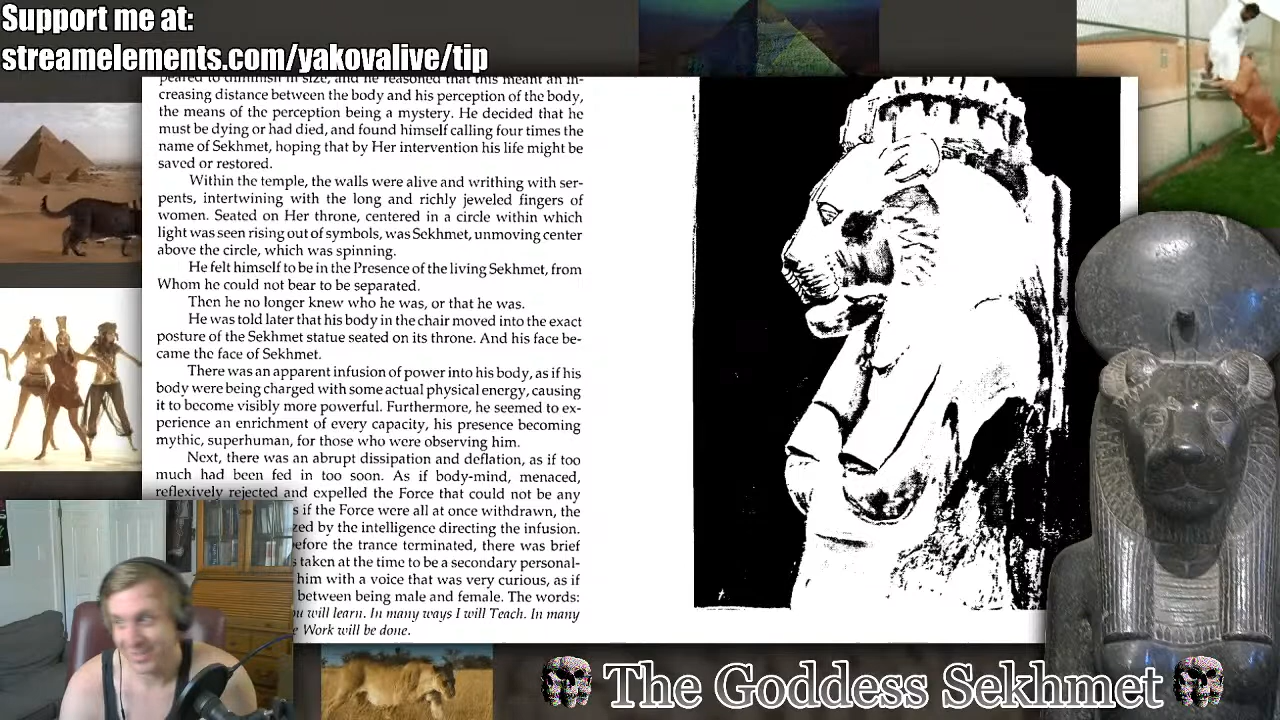 Support me at:
streamelements.com/yakovalive/tip
peared to diminish in size, and he reasoned that this meant an in-
creasing distance between the body and his perception of the body,
the means of the perception being a mystery. He decided that he
must be dying or had died, and found himself calling four times the
name of Sekhmet, hoping that by Her intervention his life might be
saved or restored.
Within the temple, the walls were alive and writhing with ser-
pents, intertwining with the long and richly jeweled fingers of
women. Seated on Her throne, centered in a circle within which
light was seen rising out of symbols, was Sekhmet, unmoving center
above the circle, which was spinning.
He felt himself to be in the Presence of the living Sekhmet, from
Whom he could not bear to be separated.
Then he no longer knew who he was, or that he was.
He was told later that his body in the chair moved into the exact
posture of the Sekhmet statue seated on its throne. And his face be-
came the face of Sekhmet.
There was an apparent infusion of power into his body, as if his
body were being charged with some actual physical energy, causing
it to become visibly more powerful. Furthermore, he seemed to ex-
perience an enrichment of every capacity, his presence becoming
mythic, superhuman, for those who were observing him.
Next, there was an abrupt dissipation and deflation, as if too
much had been fed in too soon. As if body-mind, menaced,
reflexively rejected and expelled the Force that could not be any
s if the Force were all at once withdrawn, the
zed by the intelligence directing the infusion.
efore the trance terminated, there was brief
s taken at the time to be a secondary personal-
him with a voice that was very curious, as if
between being male and female. The words:
u will learn. In many ways I will Teach. In many
e Work will be done.
The Goddess Sekhmet